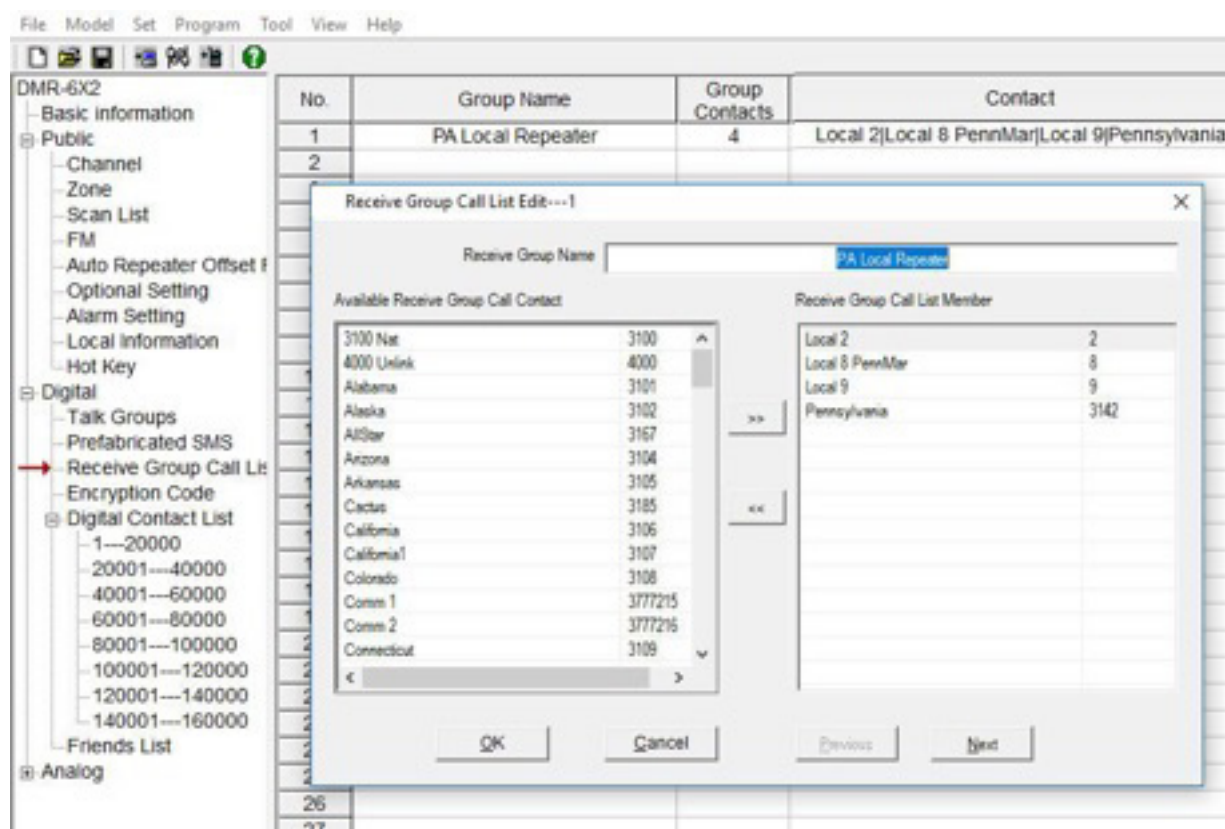 File Model Set Program Tool View Help
DMR-6X2
Basic information
Public
Channel
Zone
Scan List
FM
Auto Repeater Offset F
Optional Setting
Alarm Setting
Local Information
Hot Key
Digital
Talk Groups
Prefabricated SMS
Receive Group Call Lis
Encryption Code
Digital Contact List
1---20000
20001---40000
40001---60000
60001---80000
80001---100000
100001---120000
120001---140000
140001---160000
Friends List
Analog
No. Group Name Group Contacts Contact
1 PA Local Repeater 4 Local 2|Local 8 PennMar|Local 9|Pennsylvania
2
Receive Group Call List Edit---1
Receive Group Name PA Local Repeater
Available Receive Group Call Contact
3100 Nat 3100
4000 Unlink 4000
Alabama 3101
Alaska 3102
AllStar 3167
Arizona 3104
Arkansas 3105
Cactus 3185
California 3106
California1 3107
Colorado 3108
Comm 1 3777215
Comm 2 3777216
Connecticut 3109
>>
<<
Receive Group Call List Member
Local 2 2
Local 8 PennMar 8
Local 9 9
Pennsylvania 3142
OK Cancel Previous Next
26
27